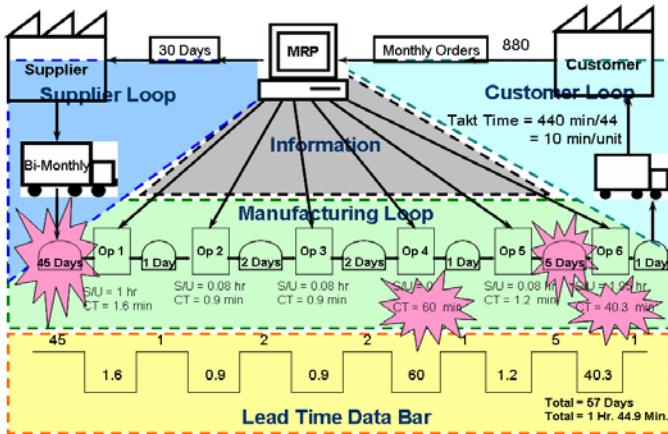 30 Days
MRP
Monthly Orders
880
Supplier
Customer
Supplier Loop
Customer Loop
Takt Time = 440 min/44
= 10 min/unit
Information
Bi-Monthly
Manufacturing Loop
45 Days
Op 1
1 Day
Op 2
2 Days
Op 3
2 Days
Op 4
1 Day
Op 5
5 Days
Op 6
1 Day
S/U = 1 hr
CT = 1.6 min
S/U = 0.08 hr
CT = 0.9 min
S/U = 0.08 hr
CT = 0.9 min
S/U =
CT = 60 min
S/U = 0.08 hr
CT = 1.2 min
S/U = 1.95 hr
CT = 40.3 min
45 1 2 2 1 5 1
1.6 0.9 0.9 60 1.2 40.3
Total = 57 Days
Total = 1 Hr. 44.9 Min.
Lead Time Data Bar